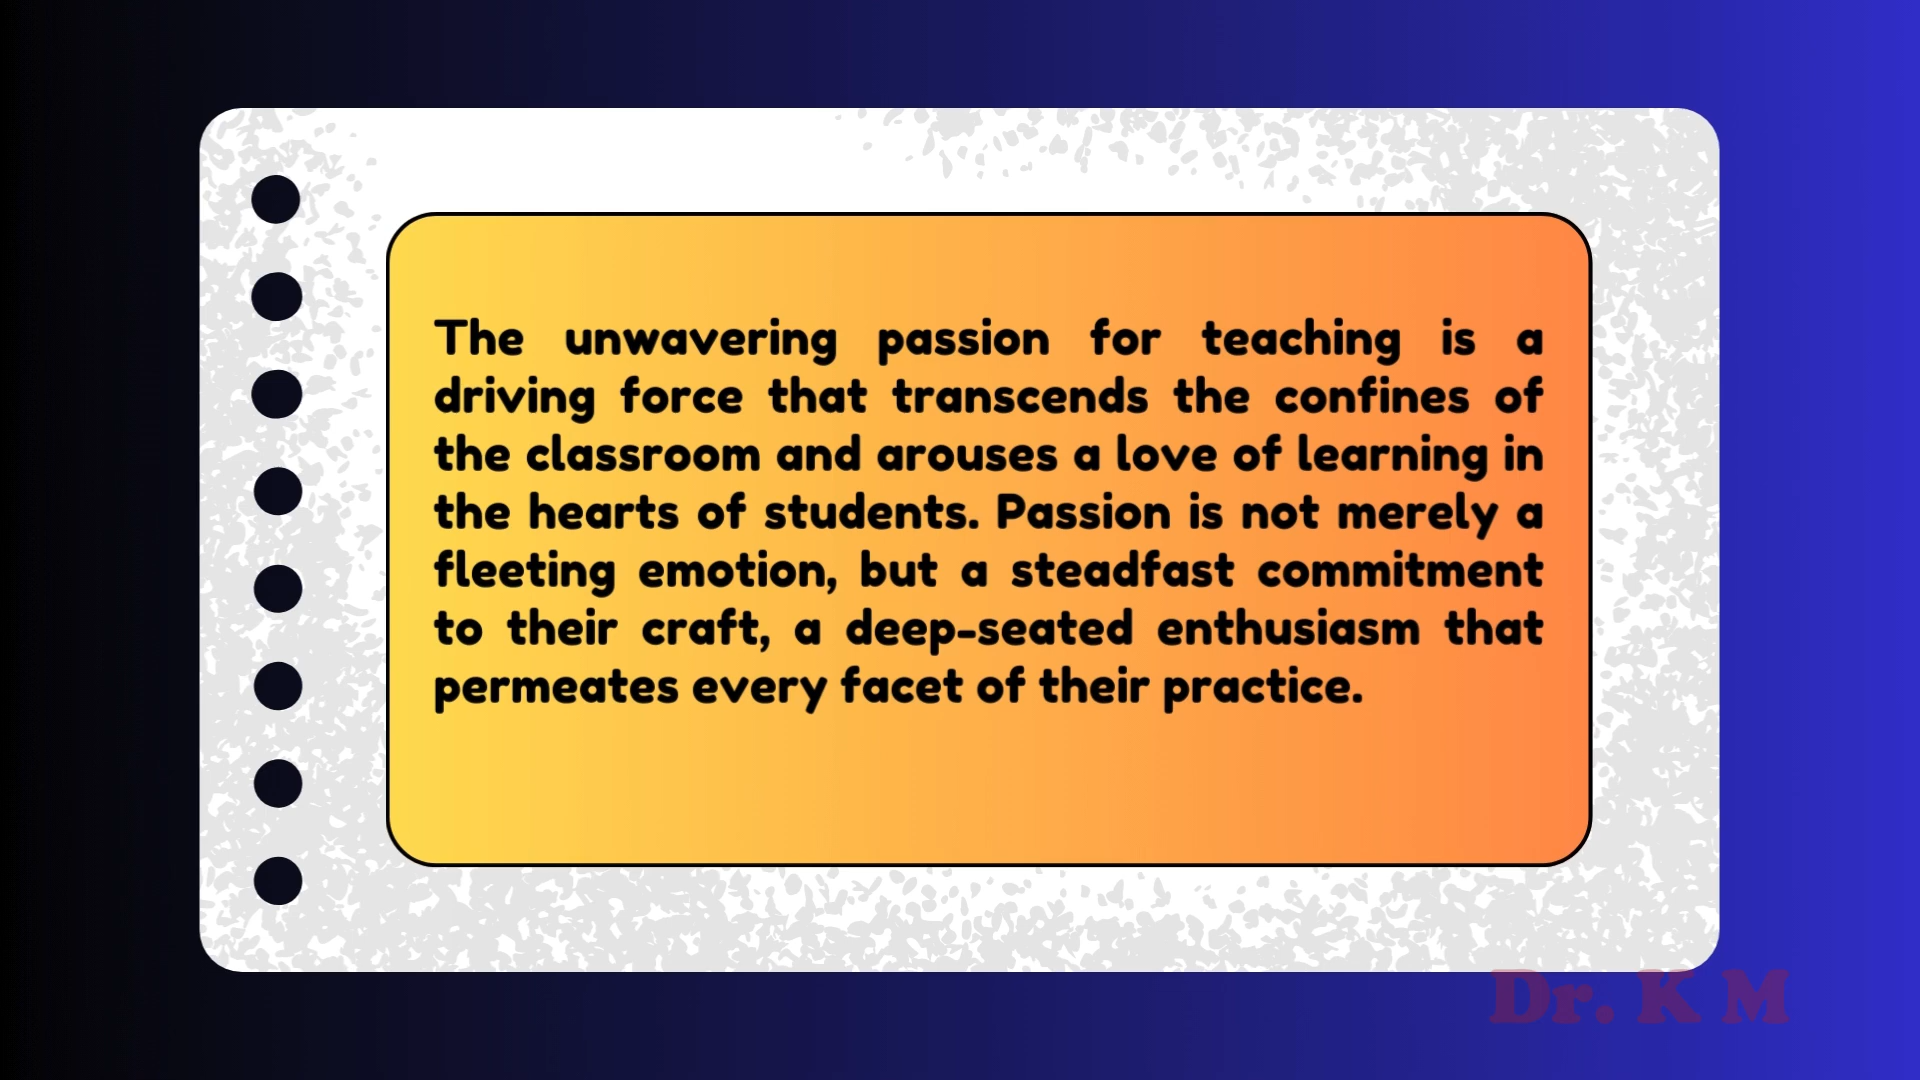 The unwavering passion for teaching is a
driving force that transcends the confines of
the classroom and arouses a love of learning in
the hearts of students. Passion is not merely a
fleeting emotion, but a steadfast commitment
to their craft, a deep-seated enthusiasm that
permeates every facet of their practice.
Dr. K M